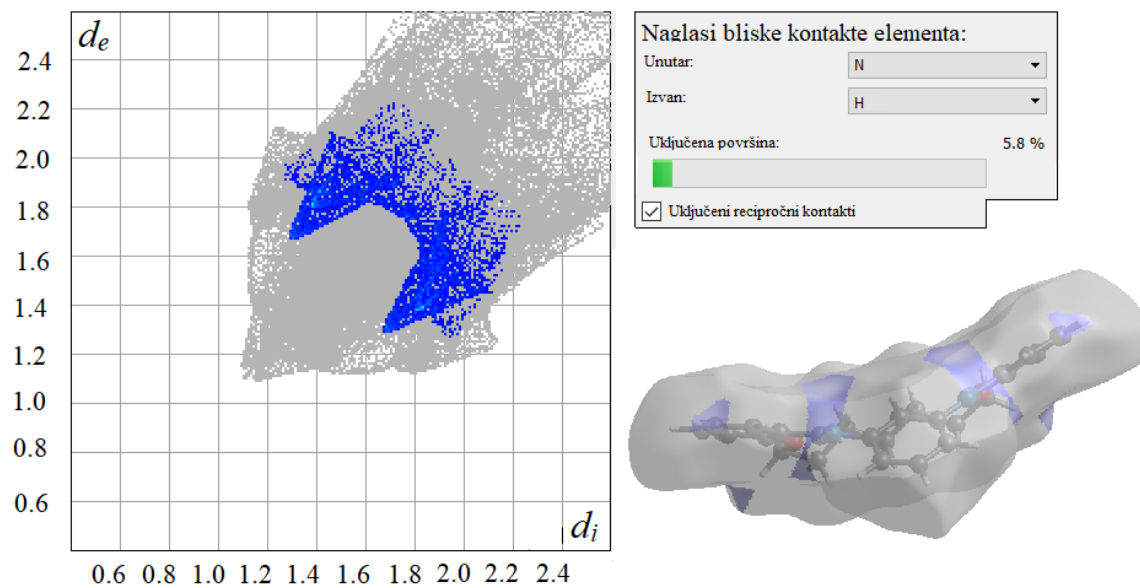 d_e
2.4
2.2
2.0
1.8
1.6
1.4
1.2
1.0
0.8
0.6
d_i
0.6 0.8 1.0 1.2 1.4 1.6 1.8 2.0 2.2 2.4
Naglasi bliske kontakte elementa:
Unutar: N
Izvan: H
Uključena površina: 5.8 %
Uključeni recipročni kontakti